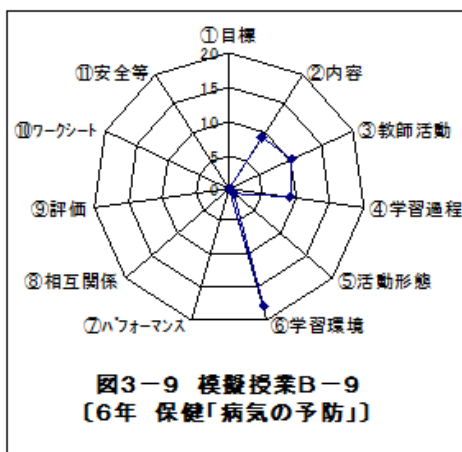 ①目標
20
⑪安全等
②内容
15
⑩ワークシート
10
③教師活動
5
0
⑨評価
④学習過程
⑧相互関係
⑤活動形態
⑦パフォーマンス
⑥学習環境
図3-9 模擬授業B-9
〔6年 保健「病気の予防」〕